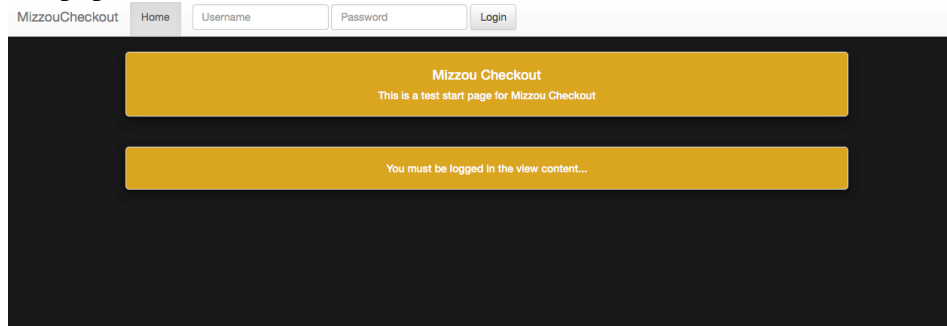 MizzouCheckout Home Username Password Login
Mizzou Checkout
This is a test start page for Mizzou Checkout
You must be logged in the view content...